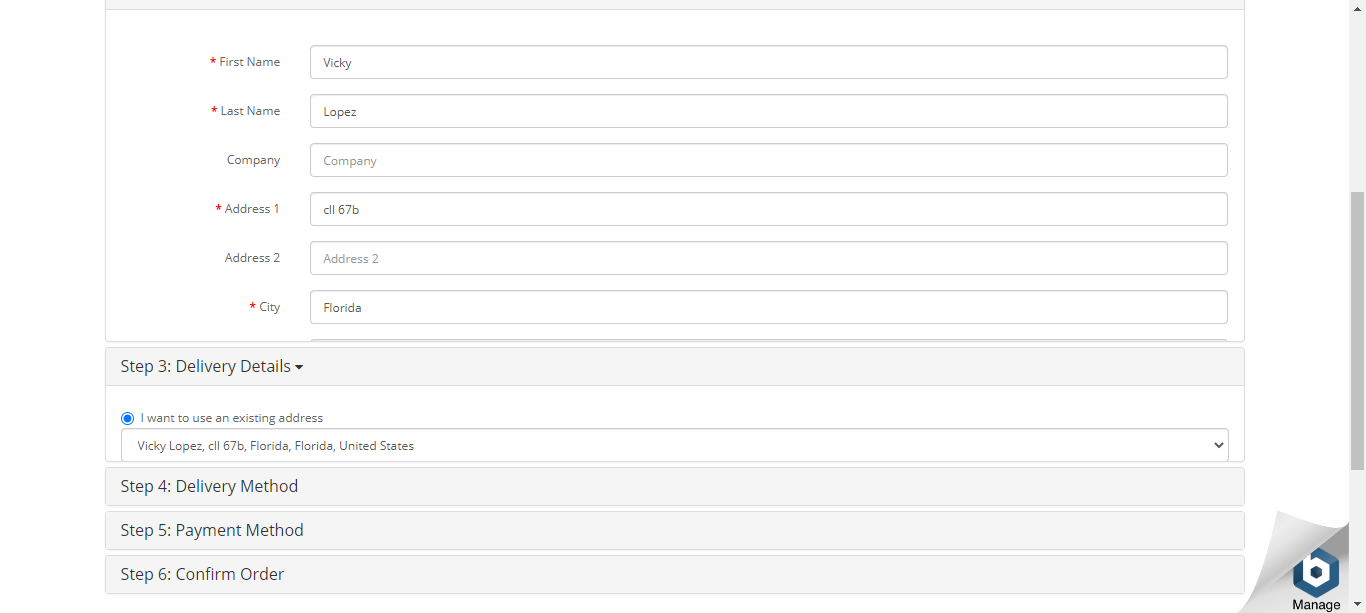 * First Name
Vicky
* Last Name
Lopez
Company
Company
* Address 1
cll 67b
Address 2
Address 2
* City
Florida
Step 3: Delivery Details
I want to use an existing address
Vicky Lopez, cll 67b, Florida, Florida, United States
Step 4: Delivery Method
Step 5: Payment Method
Step 6: Confirm Order
b
Manage